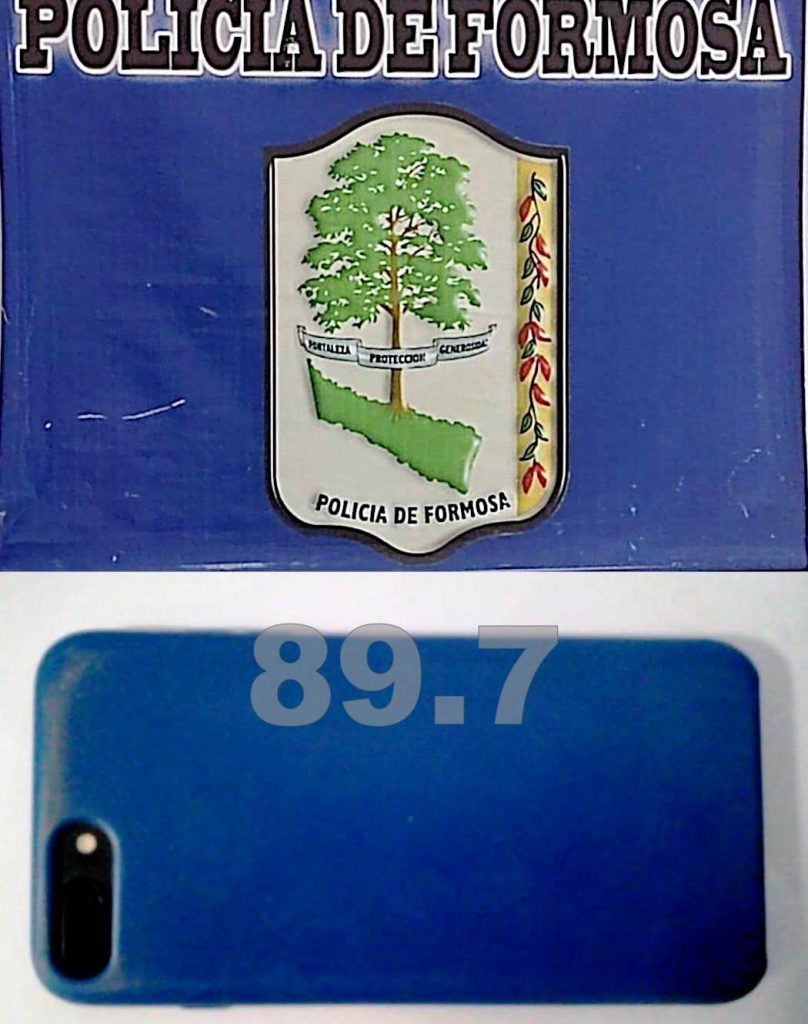 POLICIA DE FORMOSA
FORTALEZA PROTECCION GENEROSIDAD
POLICIA DE FORMOSA
89.7